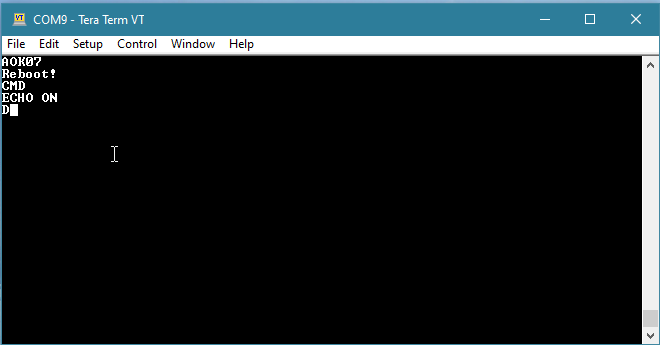 VT
COM9 - Tera Term VT
File Edit Setup Control Window Help
AOK07
Reboot!
CMD
ECHO ON
D